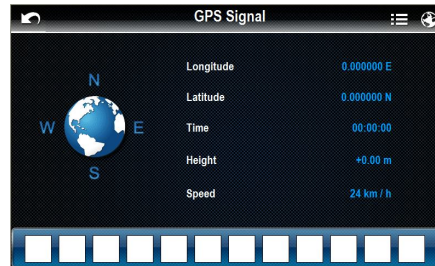 GPS Signal
N
W
E
S
Longitude 0.000000 E
Latitude 0.000000 N
Time 00:00:00
Height +0.00 m
Speed 24 km / h